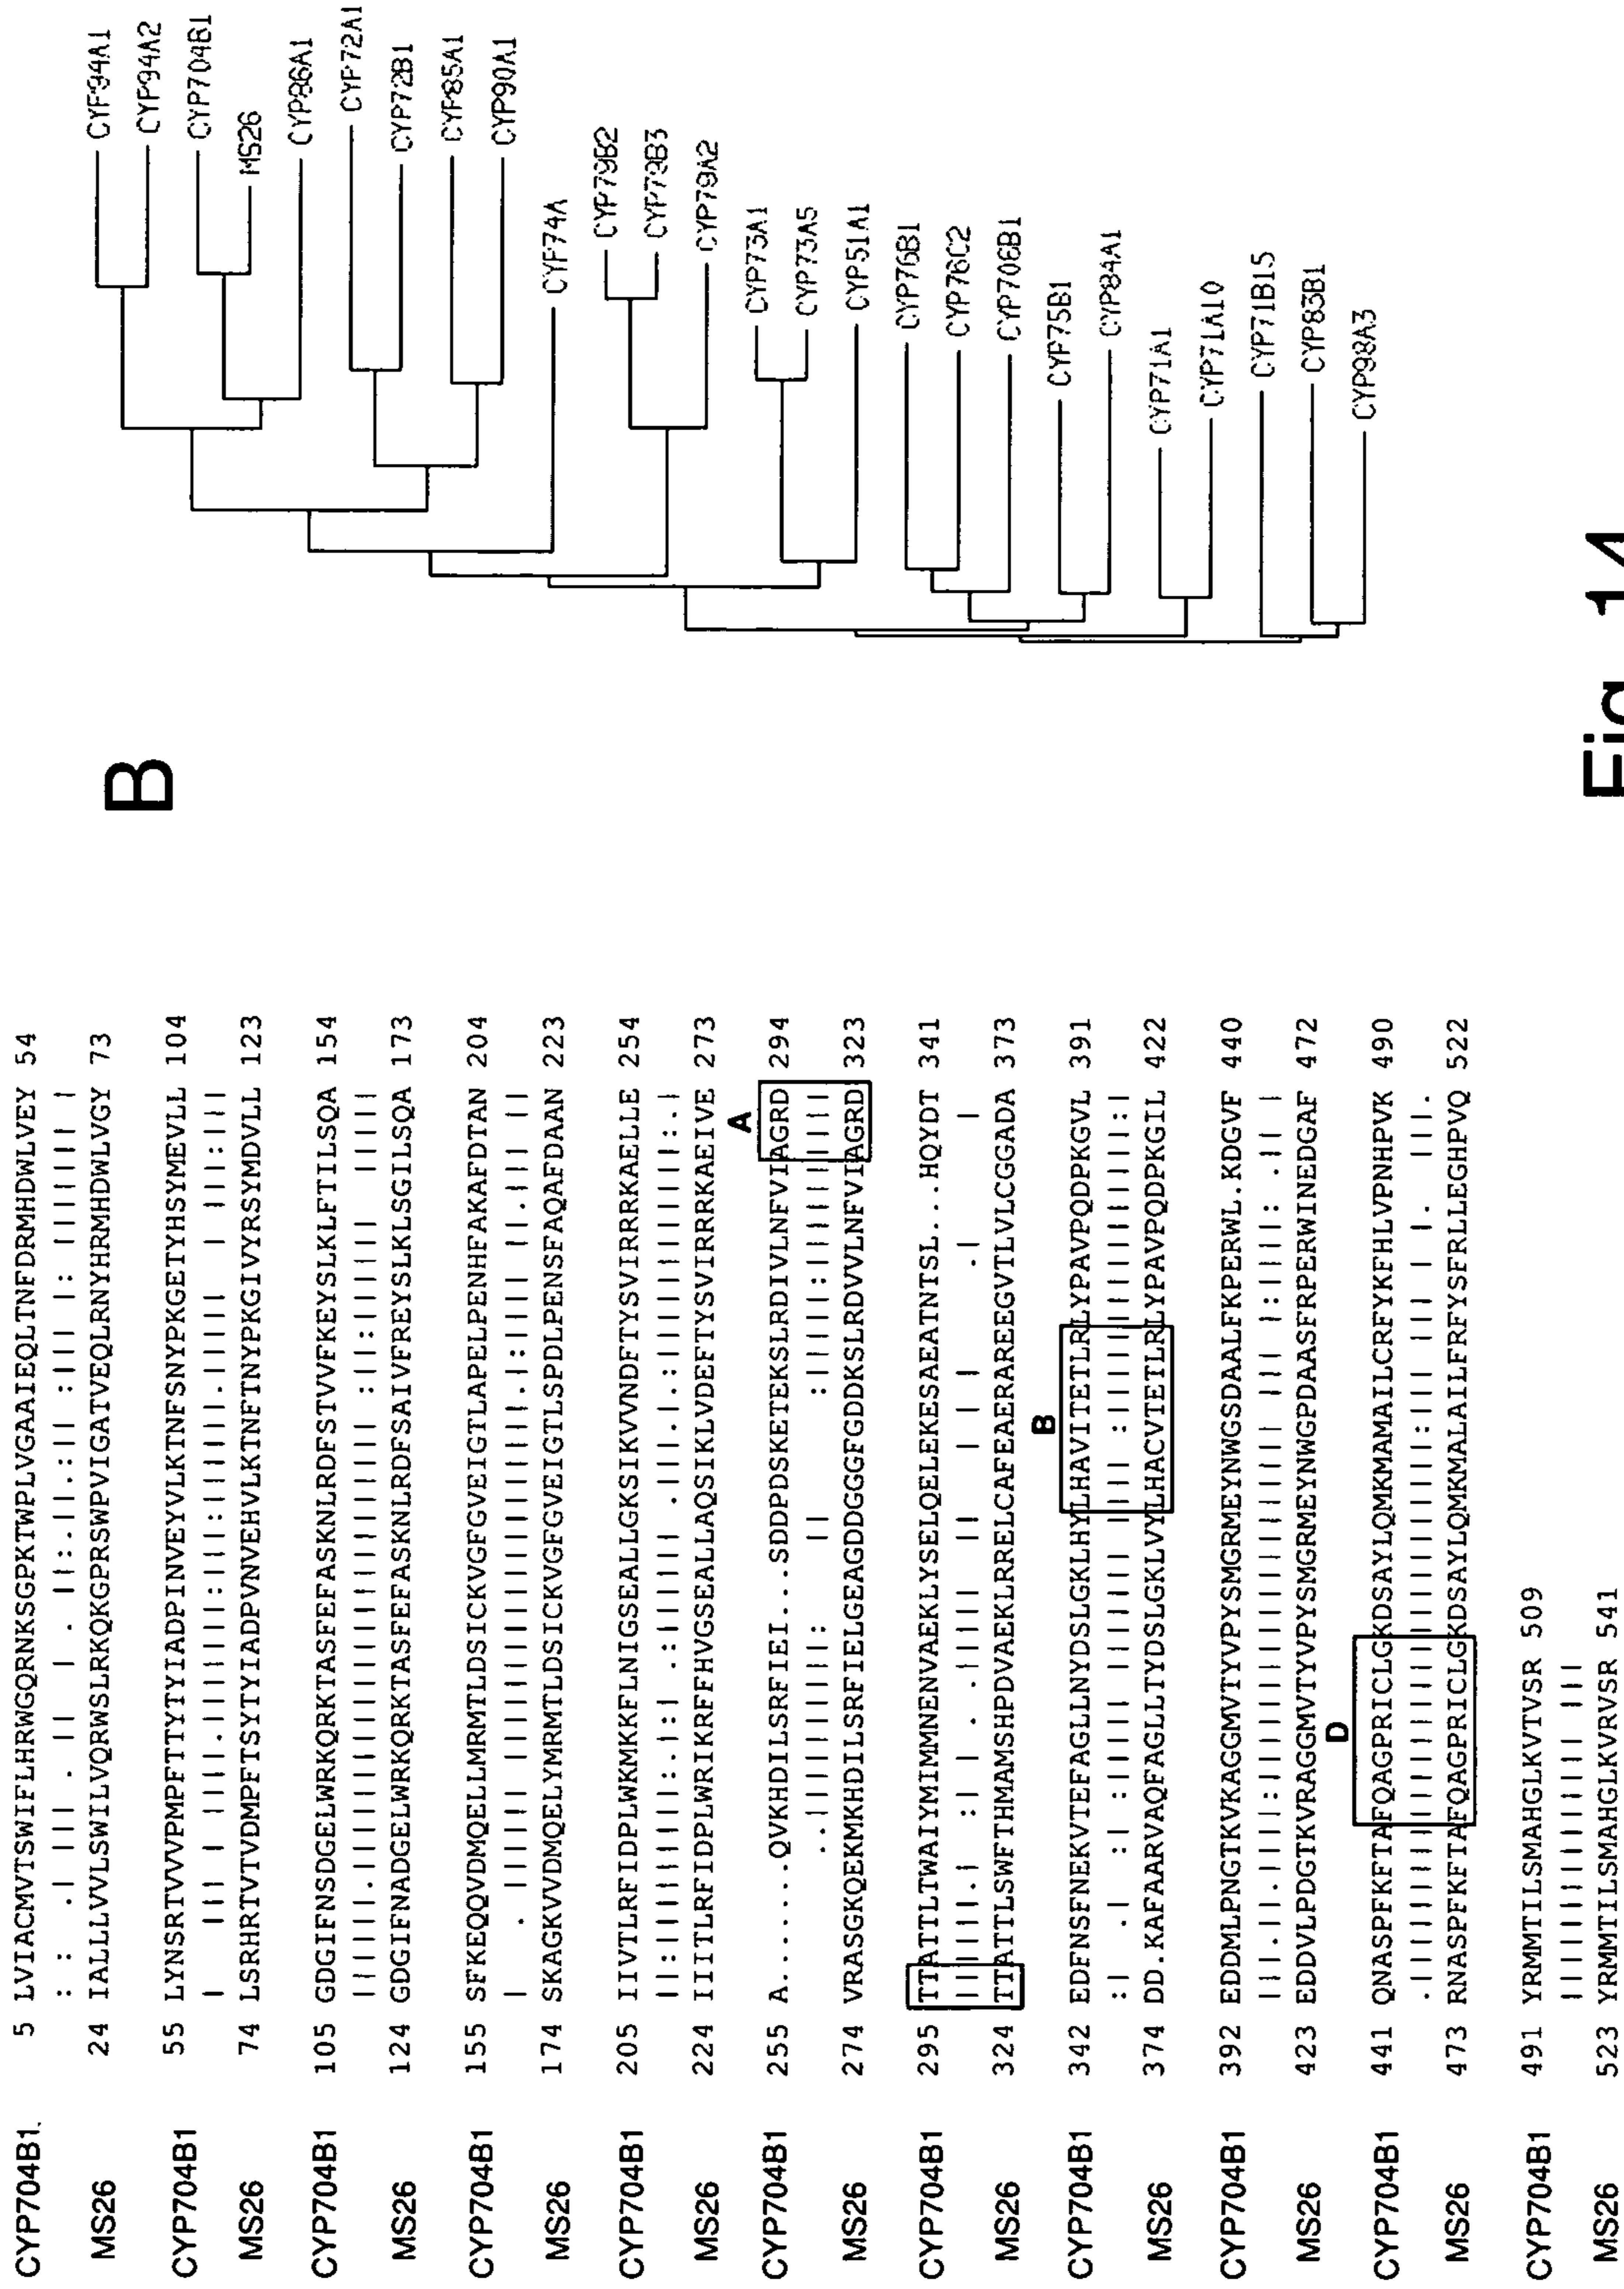 CYP704B1 5 LVIACMVTSWIFLHRWGQRNKSGPKTWPLVGAAIEQLTNFDRMHDWLVEY 54
MS26 24 IALLLVVLSWILVQRWSLRKQKGPRSWPVIGATVEQLRNYHRMHDWLVGY 73
CYP704B1 55 LYNSRTVVVPMPFTTYTYIADPINVEYVLKTNFSNYPKGETYHSYMEVLL 104
MS26 74 LSRHRTVTVDMPFTSYTYIADPVNVEHVLKTNFTNYPKGIVYRSYMDVLL 123
CYP704B1 105 GDGIFNSDGELWRKQRKTASFEFASKNLRDFSTVVFKEYSLKLFTILSQA 154
MS26 124 GDGIFNADGELWRKQRKTASFEFASKNLRDFSAIVFREYSLKLSGILSQA 173
CYP704B1 155 SFKEQQVDMQELLMRMTLDSICKVGFGVEIGTLAPELPENHFAKAFDTAN 204
MS26 174 SKAGKVVDMQELYMRMTLDSICKVGFGVEIGTLSPDLPENSFAQAFDAAN 223
CYP704B1 205 IIVTLRFIDPLWKMKKFLNIGSEALLGKSIKVVNDFTYSVIRRRKAELLE 254
MS26 224 IIITLRFIDPLWRIKRFFHVGSEALLAQSIKLVDEFTYSVIRRRKAEIVE 273
A
CYP704B1 255 A......QVKHDILSRFIEI...SDDPDSKETEKSLRDIVLNFVIAGRD 294
MS26 274 VRASGKQEKMKHDILSRFIELGEAGDDGGGFGDDKSLRDVVLNFVIAGRD 323
CYP704B1 295 TTATTLTWAIYMIMMNENVAEKLYSELQELEKESAEATNTSL...HQYDT 341
MS26 324 TTATTLSWFTHMAMSHPDVAEKLRRELCAFEAERAREEGVTLVLCGGADA 373
B
CYP704B1 342 EDFNSFNEKVTEFAGLLNYDSLGKLHYLHAVITETLRLYPAVPQDPKGVL 391
MS26 374 DD.KAFAARVAQFAGLLTYDSLGKLVYLHACVTETLRLYPAVPQDPKGIL 422
CYP704B1 392 EDDMLPNGTKVKAGGMVTYVPYSMGRMEYNWGSDAALFKPERWL.KDGVF 440
MS26 423 EDDVLPDGTKVRAGGMVTYVPYSMGRMEYNWGPDAASFRPERWINEDGAF 472
D
CYP704B1 441 QNASPFKFTAFQAGPRICLGKDSAYLQMKMAMAILCRFYKFHLVPNHPVK 490
MS26 473 RNASPFKFTAFQAGPRICLGKDSAYLQMKMALAILFRFYSFRLLEGHPVQ 522
CYP704B1 491 YRMMTILSMAHGLKVTVSR 509
MS26 523 YRMMTILSMAHGLKVRVSR 541
B
CYP94A1
CYP94A2
CYP704B1
MS26
CYP86A1
CYP72A1
CYP72B1
CYP85A1
CYP90A1
CYP74A
CYP79B2
CYP79B3
CYP79A2
CYP73A1
CYP73A5
CYP51A1
CYP76B1
CYP76C2
CYP706B1
CYP75B1
CYP84A1
CYP71A1
CYP71A10
CYP71B15
CYP83B1
CYP98A3
Fig. 14